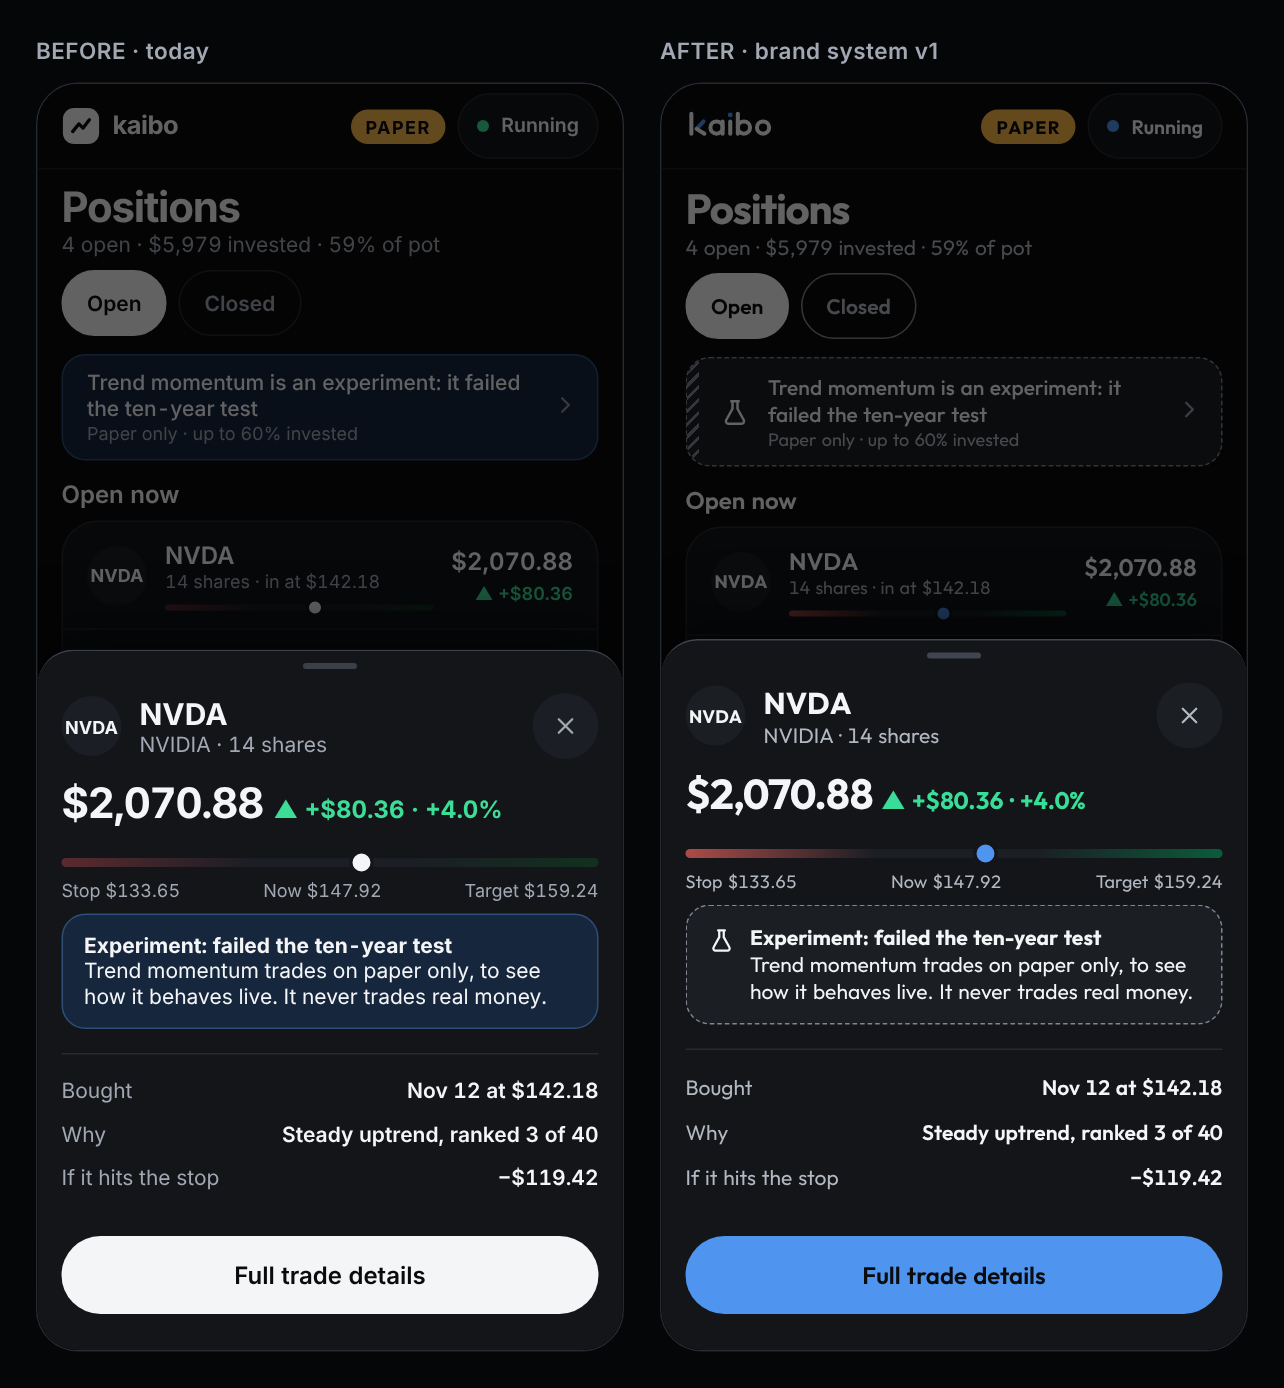 BEFORE · today
kaibo
PAPER
Running
Positions
4 open · $5,979 invested · 59% of pot
Open
Closed
Trend momentum is an experiment: it failed
the ten-year test
Paper only · up to 60% invested
Open now
NVDA
NVDA
$2,070.88
14 shares · in at $142.18
▲ +$80.36
NVDA
NVDA
NVIDIA · 14 shares
$2,070.88 ▲ +$80.36 · +4.0%
Stop $133.65
Now $147.92
Target $159.24
Experiment: failed the ten-year test
Trend momentum trades on paper only, to see
how it behaves live. It never trades real money.
Bought
Nov 12 at $142.18
Why
Steady uptrend, ranked 3 of 40
If it hits the stop
−$119.42
Full trade details
AFTER · brand system v1
kaibo
PAPER
Running
Positions
4 open · $5,979 invested · 59% of pot
Open
Closed
Trend momentum is an experiment: it
failed the ten-year test
Paper only · up to 60% invested
Open now
NVDA
NVDA
$2,070.88
14 shares · in at $142.18
▲ +$80.36
NVDA
NVDA
NVIDIA · 14 shares
$2,070.88 ▲ +$80.36 · +4.0%
Stop $133.65
Now $147.92
Target $159.24
Experiment: failed the ten-year test
Trend momentum trades on paper only, to see
how it behaves live. It never trades real money.
Bought
Nov 12 at $142.18
Why
Steady uptrend, ranked 3 of 40
If it hits the stop
−$119.42
Full trade details